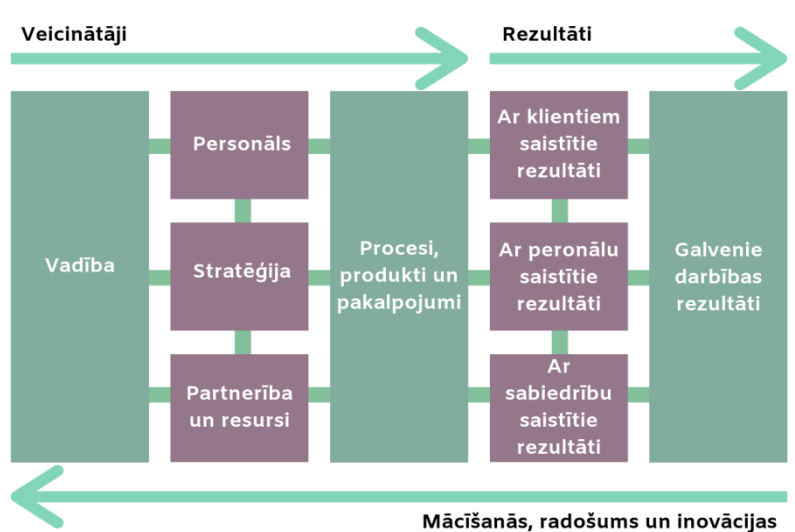 Veicinātāji
Rezultāti
Vadība
Personāls
Stratēģija
Partnerība
un resursi
Procesi,
produkti un
pakalpojumi
Ar klientiem
saistītie
rezultāti
Ar peronālu
saistītie
rezultāti
Ar
sabiedrību
saistītie
rezultāti
Galvenie
darbības
rezultāti
Mācīšanās, radošums un inovācijas